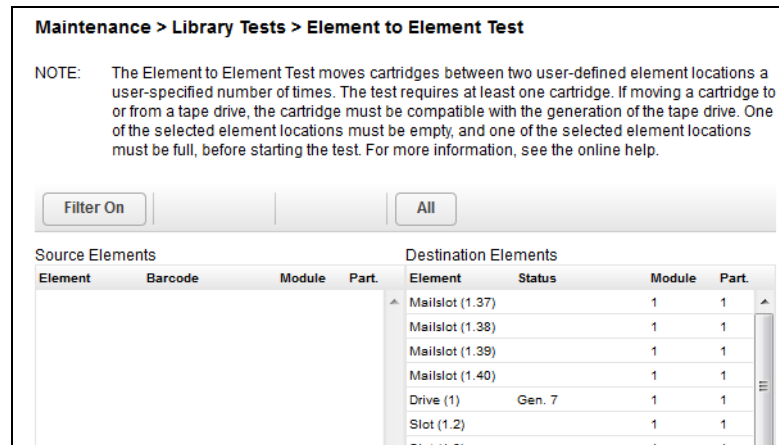 Maintenance > Library Tests > Element to Element Test
NOTE: The Element to Element Test moves cartridges between two user-defined element locations a
user-specified number of times. The test requires at least one cartridge. If moving a cartridge to
or from a tape drive, the cartridge must be compatible with the generation of the tape drive. One
of the selected element locations must be empty, and one of the selected element locations
must be full, before starting the test. For more information, see the online help.
Filter On All
Source Elements Destination Elements
Element Barcode Module Part. Element Status Module Part.
Mailslot (1.37) 1 1
Mailslot (1.38) 1 1
Mailslot (1.39) 1 1
Mailslot (1.40) 1 1
Drive (1) Gen. 7 1 1
Slot (1.2) 1 1